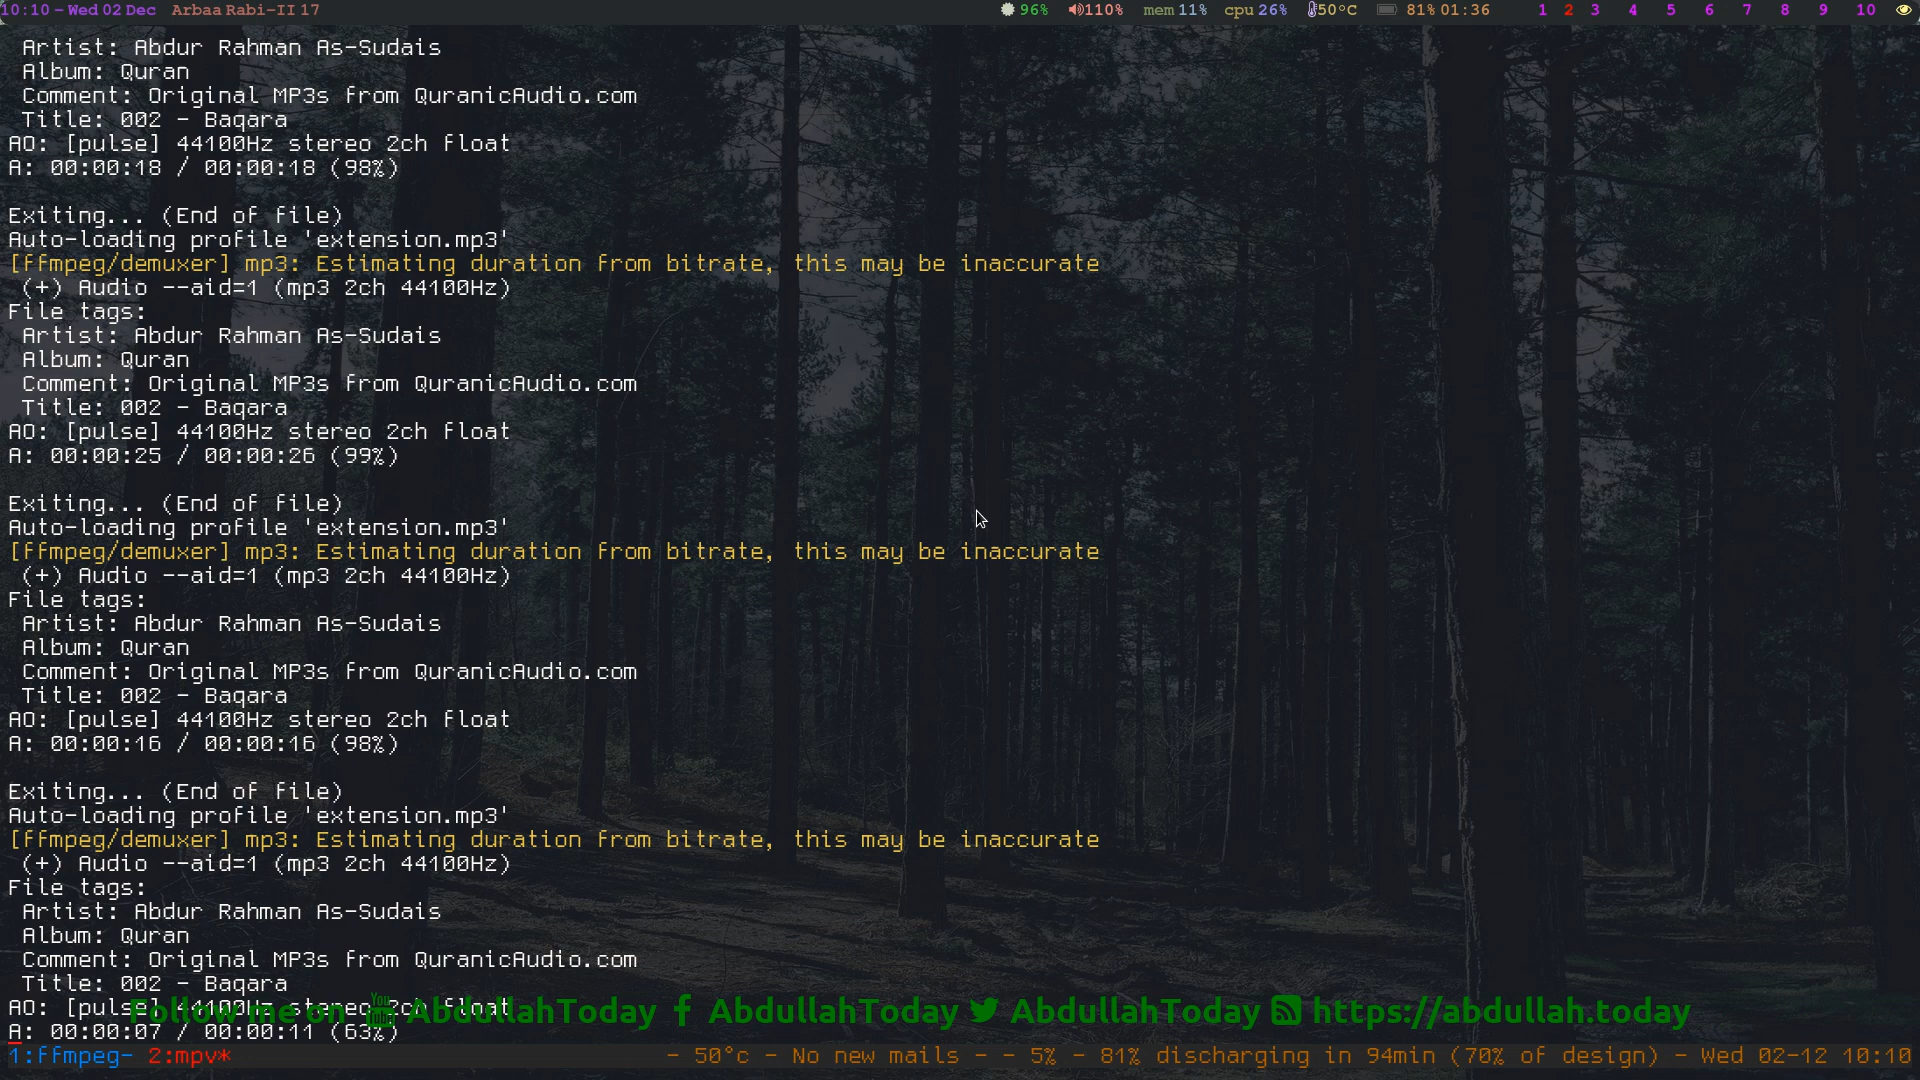 10:10 - Wed 02 Dec Arbaa Rabi-II 17 96% 110% mem 11% cpu 26% 50°C 81% 01:36 1 2 3 4 5 6 7 8 9 10
Artist: Abdur Rahman As-Sudais
Album: Quran
Comment: Original MP3s from QuranicAudio.com
Title: 002 - Baqara
AO: [pulse] 44100Hz stereo 2ch float
A: 00:00:18 / 00:00:18 (98%)
Exiting... (End of file)
Auto-loading profile 'extension.mp3'
[ffmpeg/demuxer] mp3: Estimating duration from bitrate, this may be inaccurate
(+) Audio --aid=1 (mp3 2ch 44100Hz)
File tags:
Artist: Abdur Rahman As-Sudais
Album: Quran
Comment: Original MP3s from QuranicAudio.com
Title: 002 - Baqara
AO: [pulse] 44100Hz stereo 2ch float
A: 00:00:25 / 00:00:26 (99%)
Exiting... (End of file)
Auto-loading profile 'extension.mp3'
[ffmpeg/demuxer] mp3: Estimating duration from bitrate, this may be inaccurate
(+) Audio --aid=1 (mp3 2ch 44100Hz)
File tags:
Artist: Abdur Rahman As-Sudais
Album: Quran
Comment: Original MP3s from QuranicAudio.com
Title: 002 - Baqara
AO: [pulse] 44100Hz stereo 2ch float
A: 00:00:16 / 00:00:16 (98%)
Exiting... (End of file)
Auto-loading profile 'extension.mp3'
[ffmpeg/demuxer] mp3: Estimating duration from bitrate, this may be inaccurate
(+) Audio --aid=1 (mp3 2ch 44100Hz)
File tags:
Artist: Abdur Rahman As-Sudais
Album: Quran
Comment: Original MP3s from QuranicAudio.com
Title: 002 - Baqara
AO: [pulse] 44100Hz stereo 2ch float
Follow me on You Tube AbdullahToday AbdullahToday AbdullahToday https://abdullah.today
A: 00:00:07 / 00:00:11 (63%)
1:ffmpeg- 2:mpv* - 50°c - No new mails - - 5% - 81% discharging in 94min (70% of design) - Wed 02-12 10:10